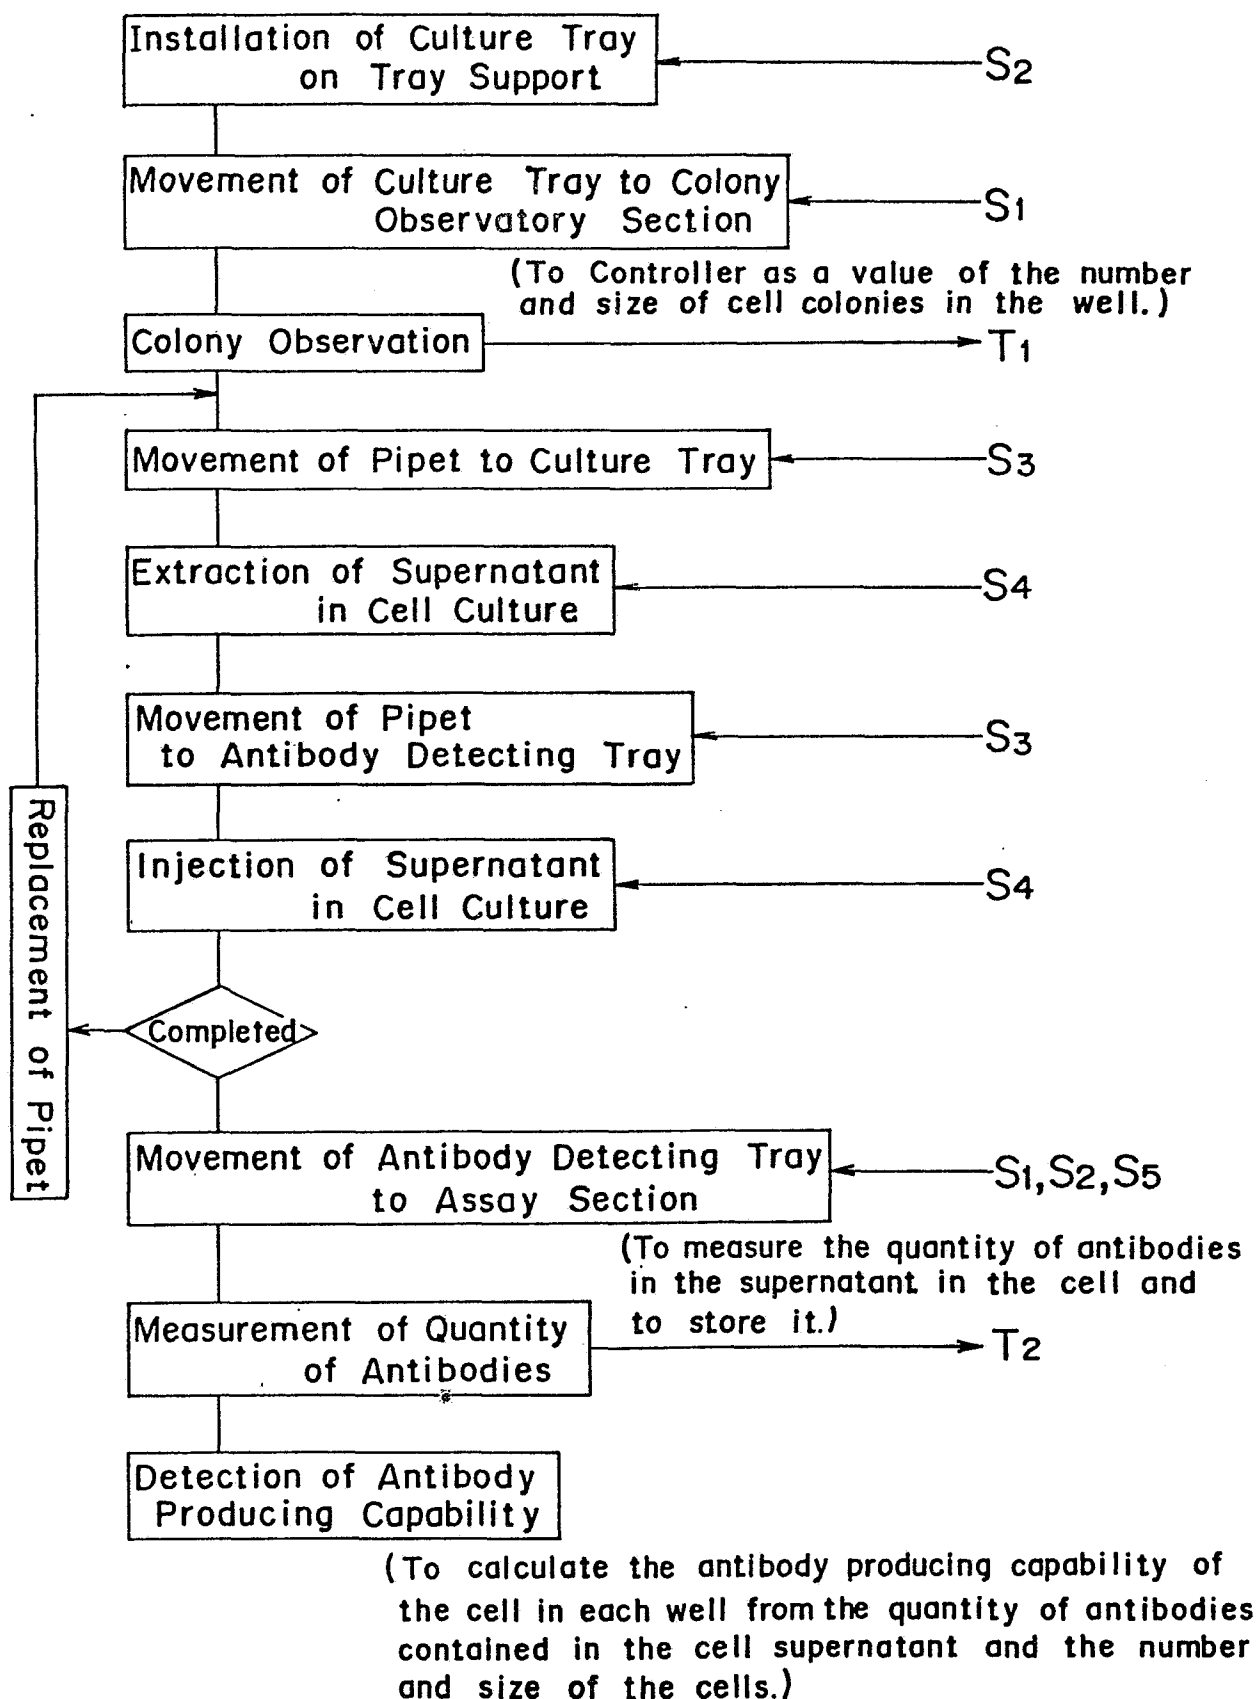 Installation of Culture Tray
on Tray Support
S2
Movement of Culture Tray to Colony
Observatory Section
S1
(To Controller as a value of the number
and size of cell colonies in the well.)
Colony Observation
T1
Movement of Pipet to Culture Tray
S3
Extraction of Supernatant
in Cell Culture
S4
Movement of Pipet
to Antibody Detecting Tray
S3
Replacement of Pipet
Injection of Supernatant
in Cell Culture
S4
Completed
Movement of Antibody Detecting Tray
to Assay Section
S1, S2, S5
(To measure the quantity of antibodies
in the supernatant in the cell and
to store it.)
Measurement of Quantity
of Antibodies
T2
Detection of Antibody
Producing Capability
(To calculate the antibody producing capability of
the cell in each well from the quantity of antibodies
contained in the cell supernatant and the number
and size of the cells.)